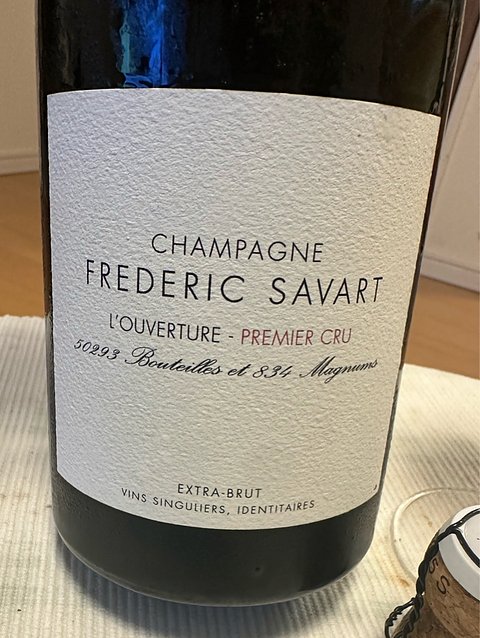 CHAMPAGNE
FREDERIC SAVART
L'OUVERTURE - PREMIER CRU
50293 Bouteilles et 834 Magnums
EXTRA-BRUT
VINS SINGULIERS, IDENTITAIRES